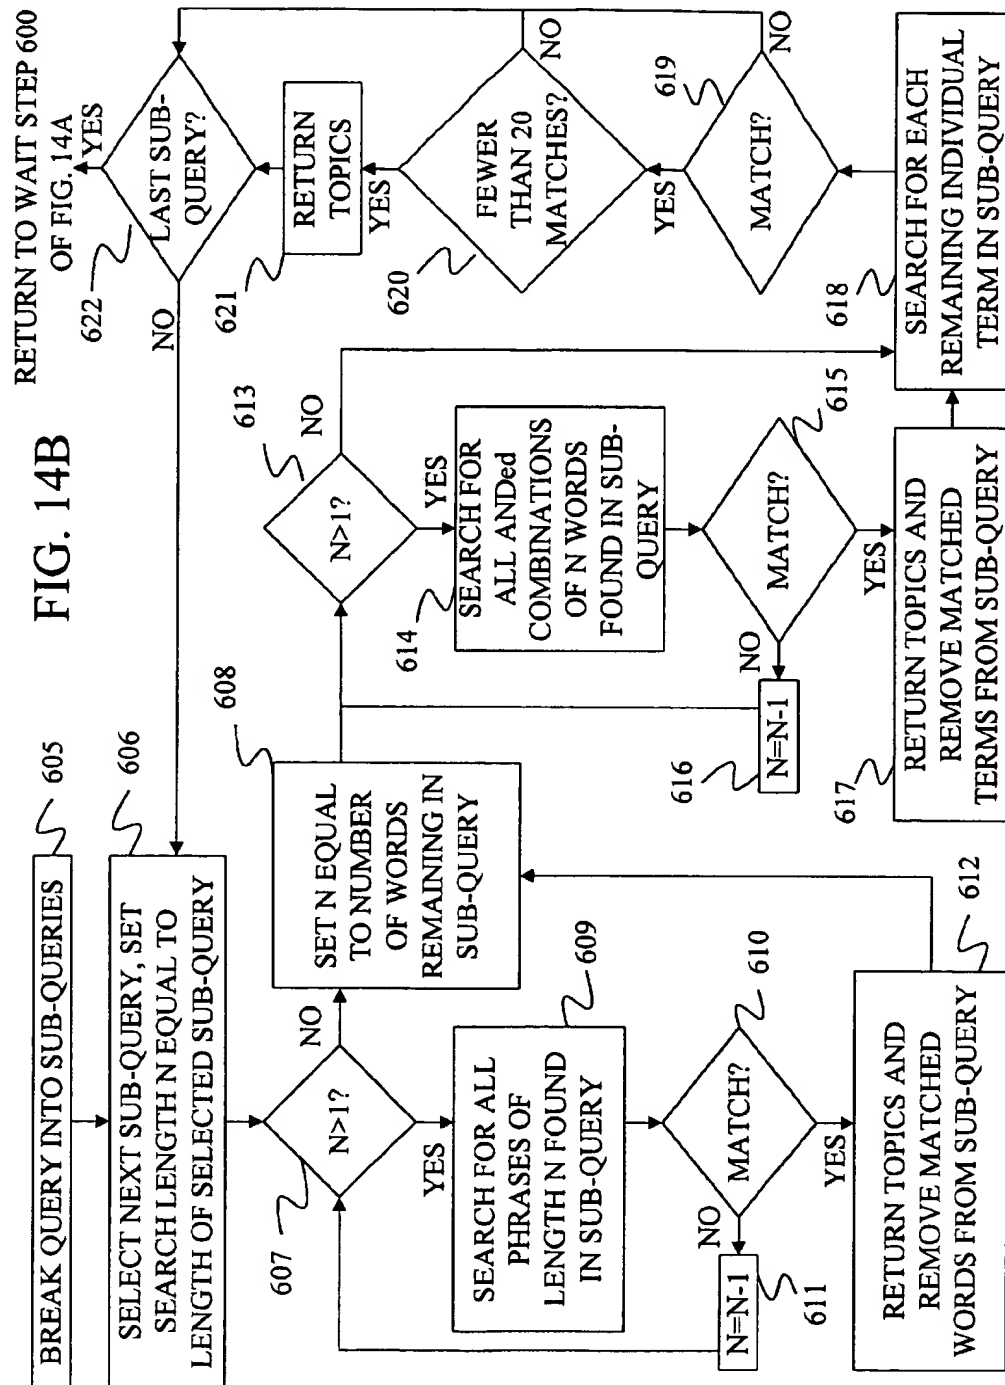 FIG. 14B
RETURN TO WAIT STEP 600
OF FIG. 14A
BREAK QUERY INTO SUB-QUERIES
605
SELECT NEXT SUB-QUERY, SET
SEARCH LENGTH N EQUAL TO
LENGTH OF SELECTED SUB-QUERY
606
N>1?
607
NO
YES
SET N EQUAL
TO NUMBER
OF WORDS
REMAINING IN
SUB-QUERY
608
SEARCH FOR ALL
PHRASES OF
LENGTH N FOUND
IN SUB-QUERY
609
MATCH?
610
NO
YES
N=N-1
611
RETURN TOPICS AND
REMOVE MATCHED
WORDS FROM SUB-QUERY
612
N>1?
613
NO
YES
SEARCH FOR
ALL ANDed
COMBINATIONS
OF N WORDS
FOUND IN SUB-
QUERY
614
MATCH?
615
NO
YES
N=N-1
616
RETURN TOPICS AND
REMOVE MATCHED
TERMS FROM SUB-QUERY
617
SEARCH FOR EACH
REMAINING INDIVIDUAL
TERM IN SUB-QUERY
618
MATCH?
619
NO
YES
FEWER
THAN 20
MATCHES?
620
NO
YES
RETURN
TOPICS
621
LAST SUB-
QUERY?
622
NO
YES